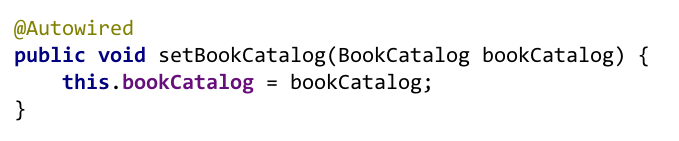 @Autowired
public void setBookCatalog(BookCatalog bookCatalog) {
    this.bookCatalog = bookCatalog;
}